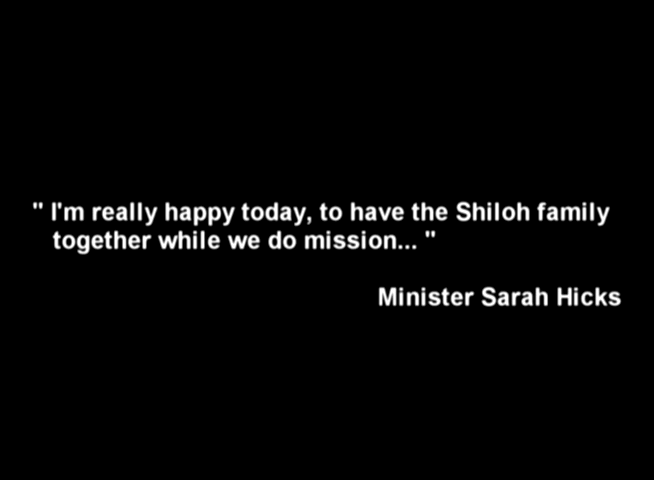 " I'm really happy today, to have the Shiloh family
together while we do mission... "
Minister Sarah Hicks